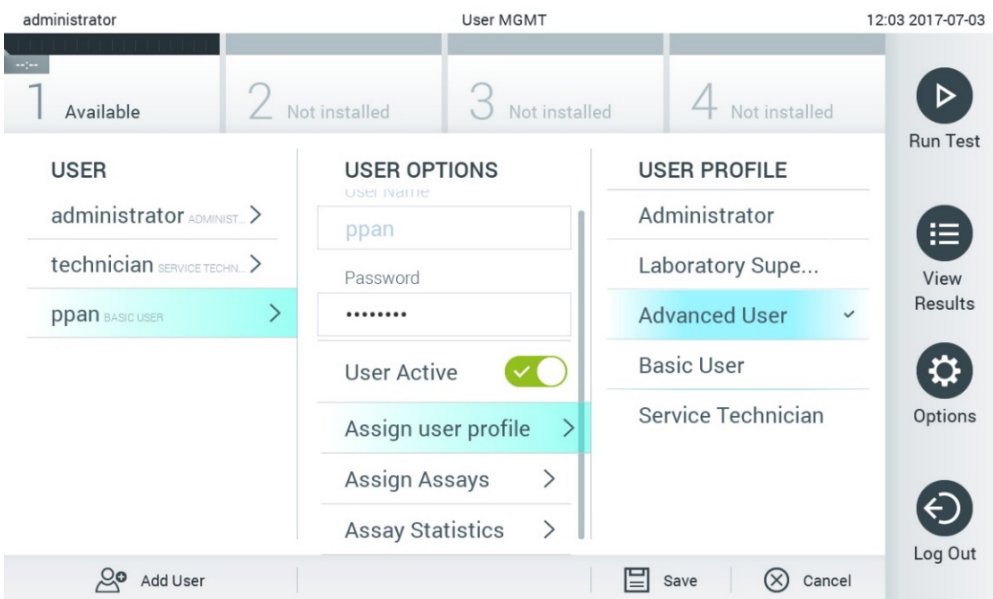 administrator User MGMT 12:03 2017-07-03
--:--
1 Available 2 Not installed 3 Not installed 4 Not installed
Run Test
USER
administrator ADMINIST...
technician SERVICE TECHN...
ppan BASIC USER
USER OPTIONS
User Name
ppan
Password
••••••••
User Active
Assign user profile
Assign Assays
Assay Statistics
USER PROFILE
Administrator
Laboratory Supe...
Advanced User
Basic User
Service Technician
View
Results
Options
Log Out
Add User Save Cancel